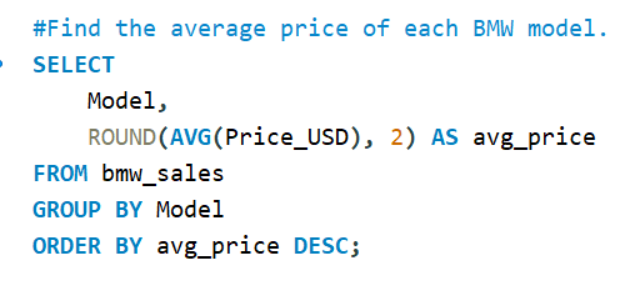 #Find the average price of each BMW model.
SELECT
    Model,
    ROUND(AVG(Price_USD), 2) AS avg_price
FROM bmw_sales
GROUP BY Model
ORDER BY avg_price DESC;